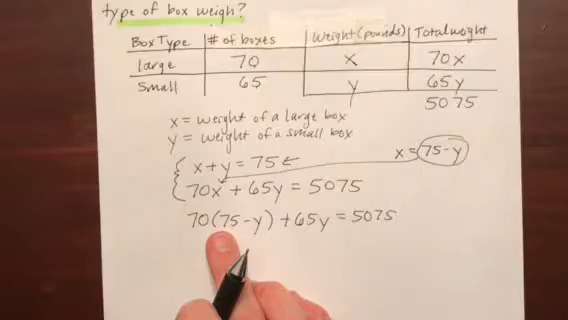 type of box weigh?
Box Type # of boxes Weight (pounds) Total weight
large 70 x 70x
Small 65 y 65y
5075
x = weight of a large box
y = weight of a small box
x + y = 75 ← x = 75 - y
70x + 65y = 5075
70(75 - y) + 65y = 5075